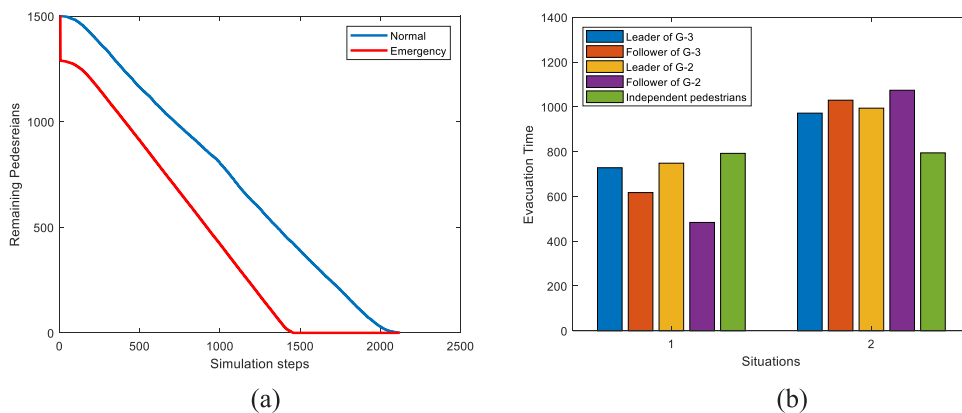 1500
1000
500
0
0
500
1000
1500
2000
2500
Remaining Pedesreians
Simulation steps
Normal
Emergency
(a)
1400
1200
1000
800
600
400
200
0
1
2
Evacuation Time
Situations
Leader of G-3
Follower of G-3
Leader of G-2
Follower of G-2
Independent pedestrians
(b)